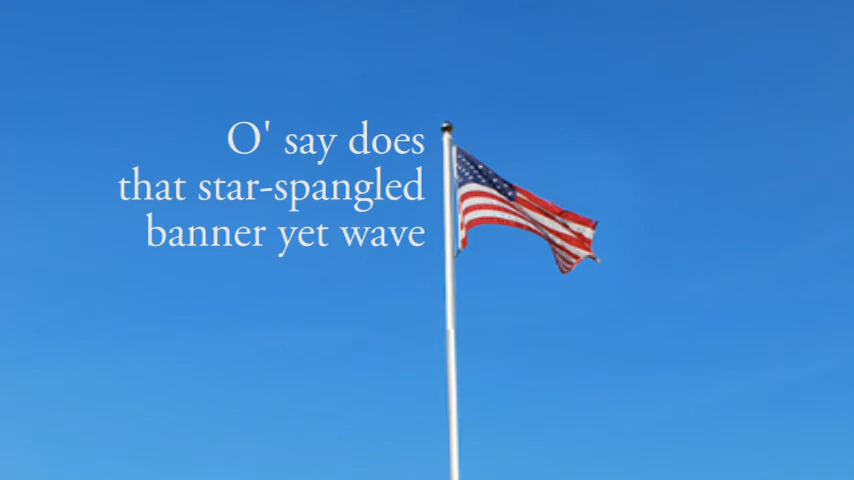 O' say does
that star-spangled
banner yet wave